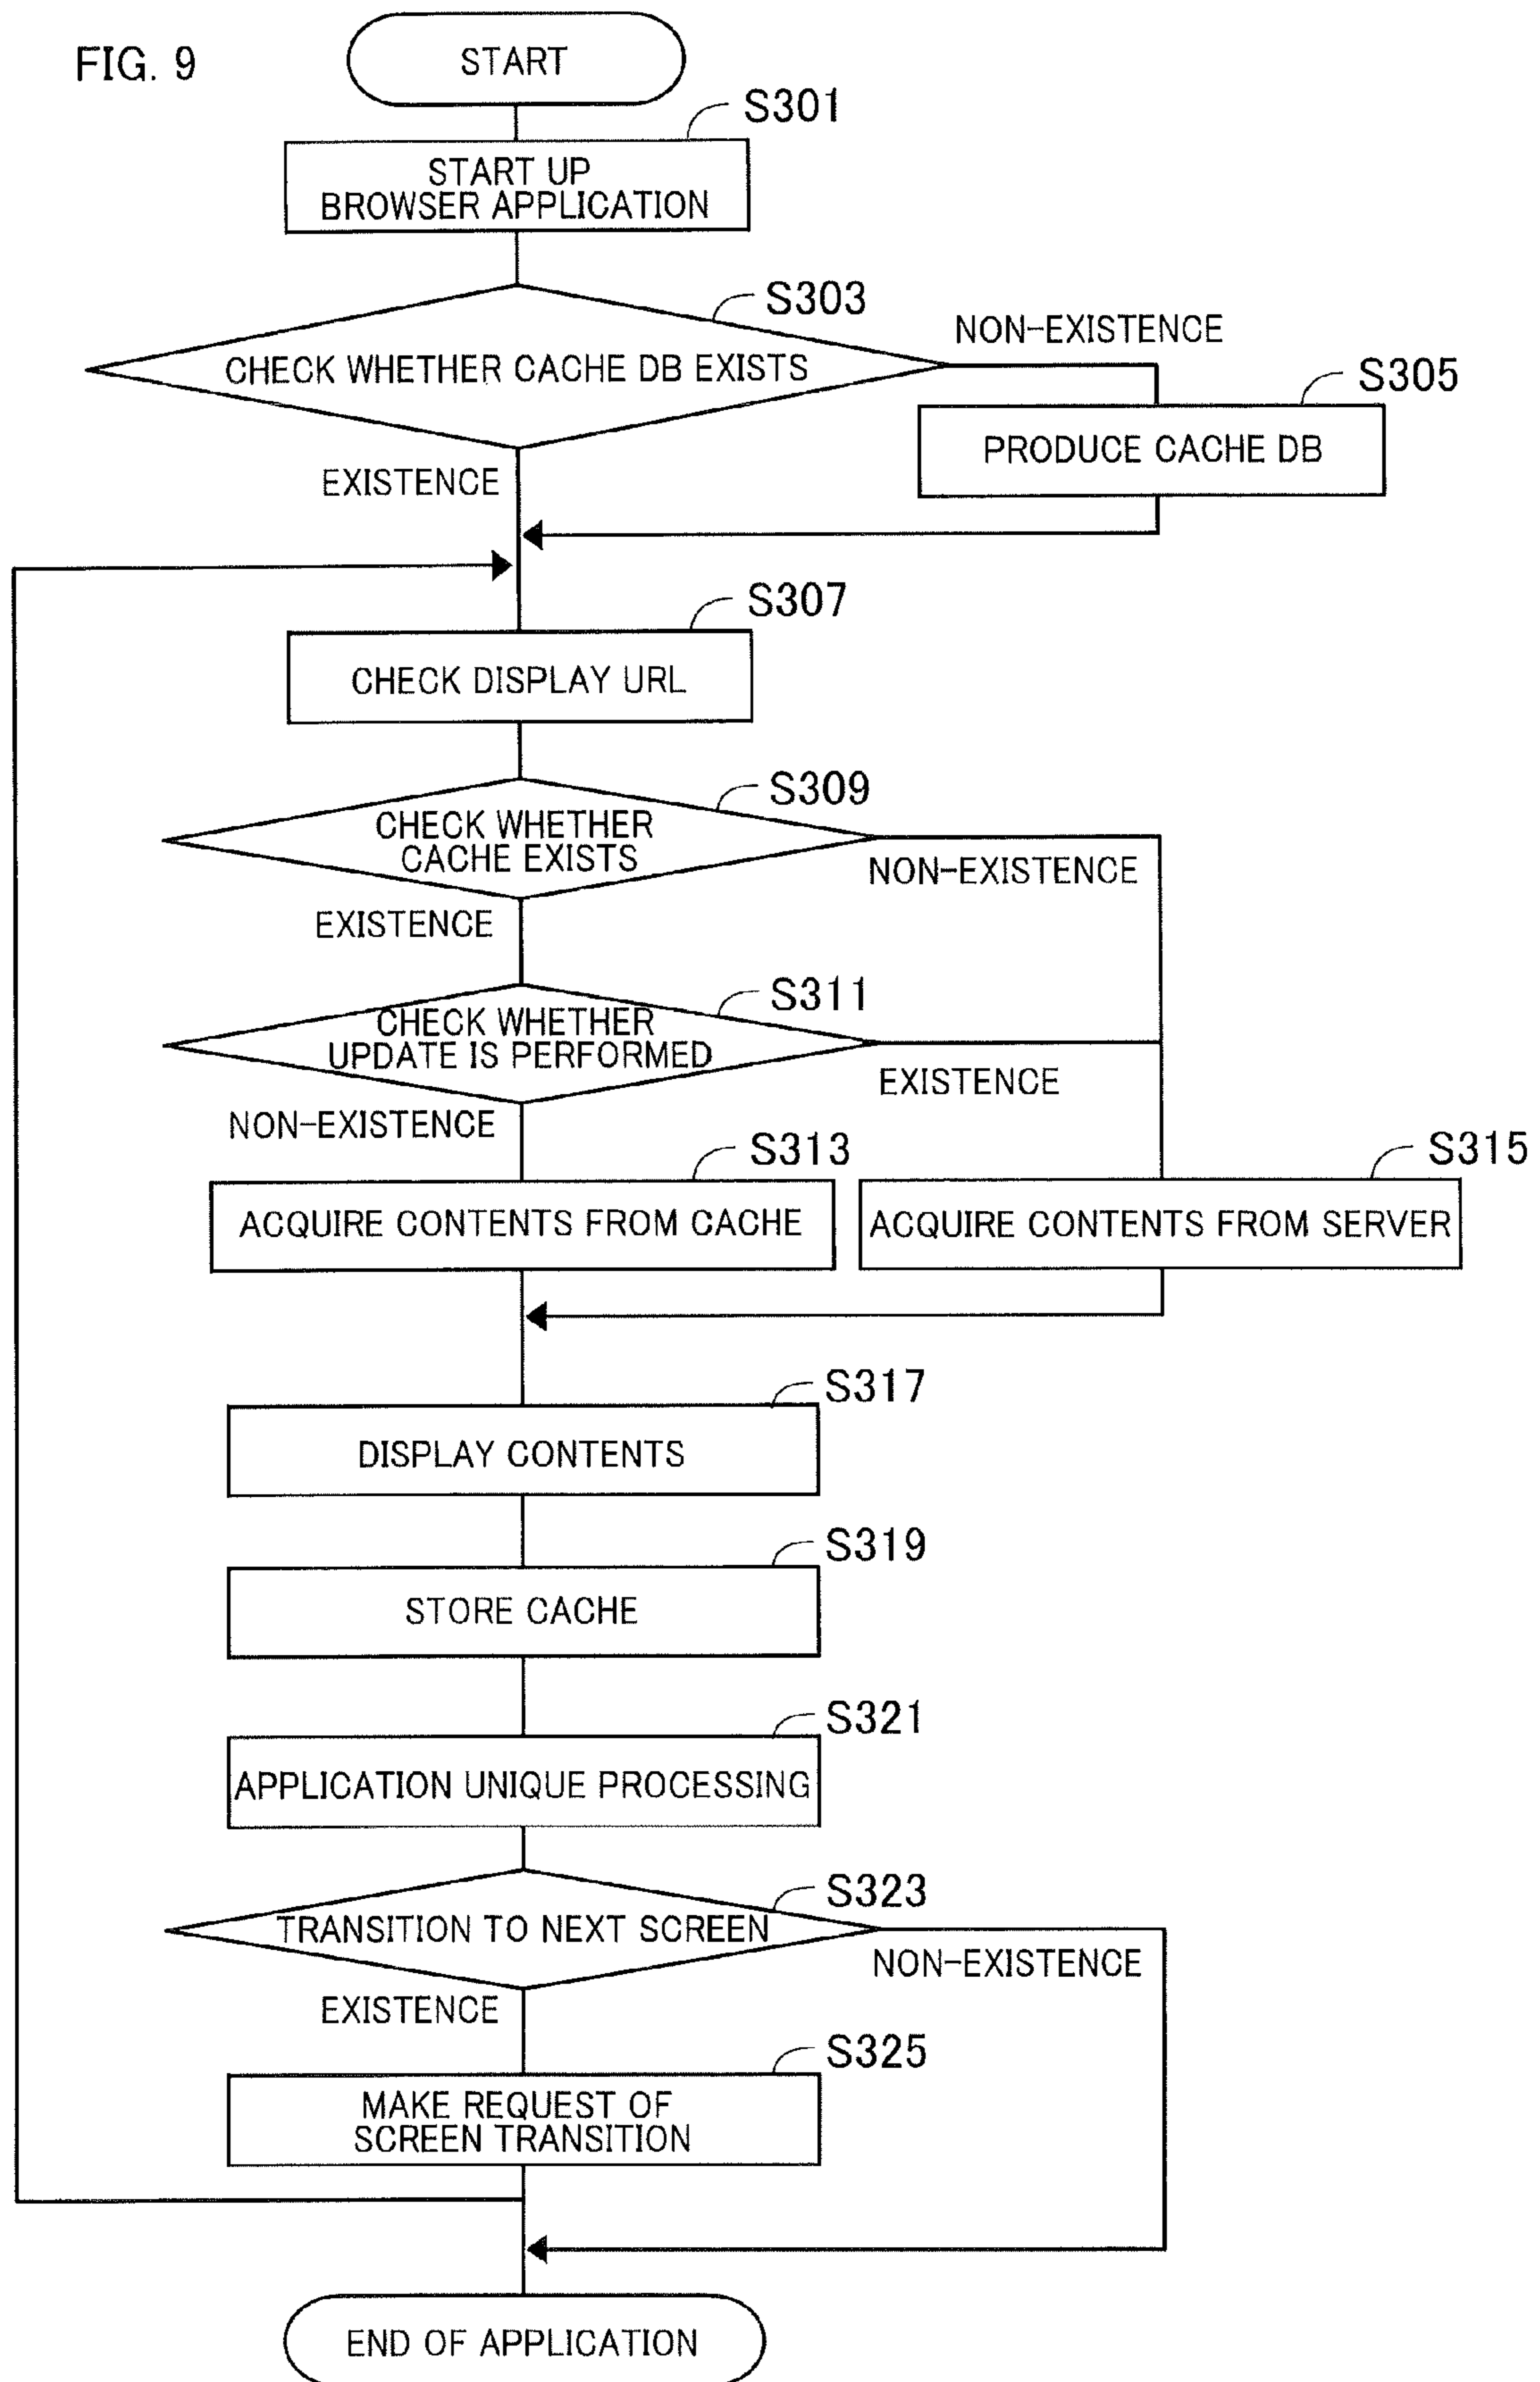 FIG. 9
START
S301
START UP
BROWSER APPLICATION
S303
NON-EXISTENCE
CHECK WHETHER CACHE DB EXISTS
S305
PRODUCE CACHE DB
EXISTENCE
S307
CHECK DISPLAY URL
S309
CHECK WHETHER
CACHE EXISTS
NON-EXISTENCE
EXISTENCE
S311
CHECK WHETHER
UPDATE IS PERFORMED
EXISTENCE
NON-EXISTENCE
S313
S315
ACQUIRE CONTENTS FROM CACHE
ACQUIRE CONTENTS FROM SERVER
S317
DISPLAY CONTENTS
S319
STORE CACHE
S321
APPLICATION UNIQUE PROCESSING
S323
TRANSITION TO NEXT SCREEN
NON-EXISTENCE
EXISTENCE
S325
MAKE REQUEST OF
SCREEN TRANSITION
END OF APPLICATION